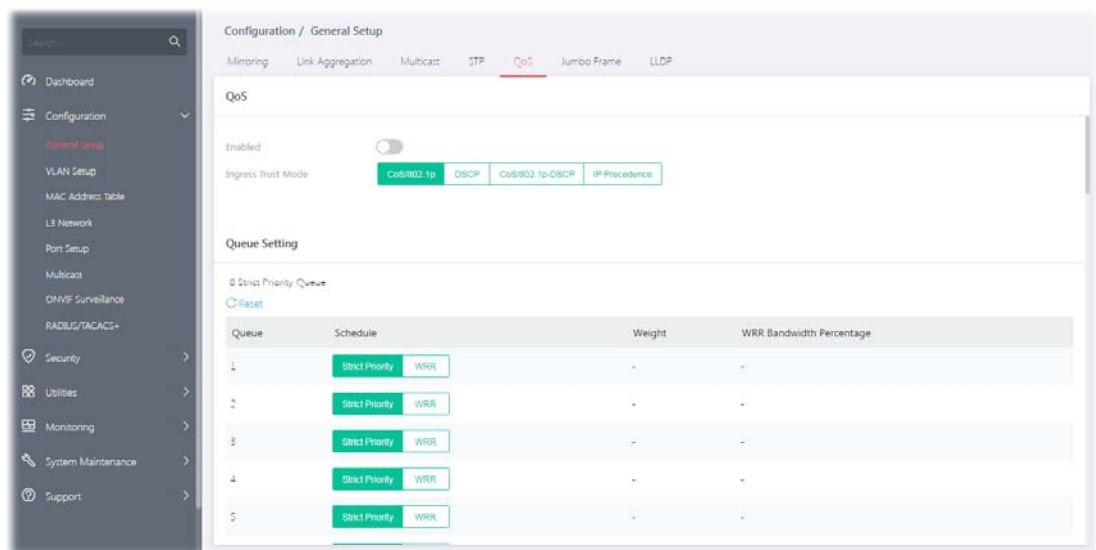 Search...
Dashboard
Configuration
General Setup
VLAN Setup
MAC Address Table
L3 Network
Port Setup
Multicast
ONVIF Surveillance
RADIUS/TACACS+
Security
Utilities
Monitoring
System Maintenance
Support
Configuration / General Setup
Mirroring Link Aggregation Multicast STP QoS Jumbo Frame LLDP
QoS
Enabled
Ingress Trust Mode CoS/802.1p DSCP CoS/802.1p-DSCP IP Precedence
Queue Setting
8 Strict Priority Queue
Reset
Queue Schedule Weight WRR Bandwidth Percentage
1 Strict Priority WRR - -
2 Strict Priority WRR - -
3 Strict Priority WRR - -
4 Strict Priority WRR - -
5 Strict Priority WRR - -